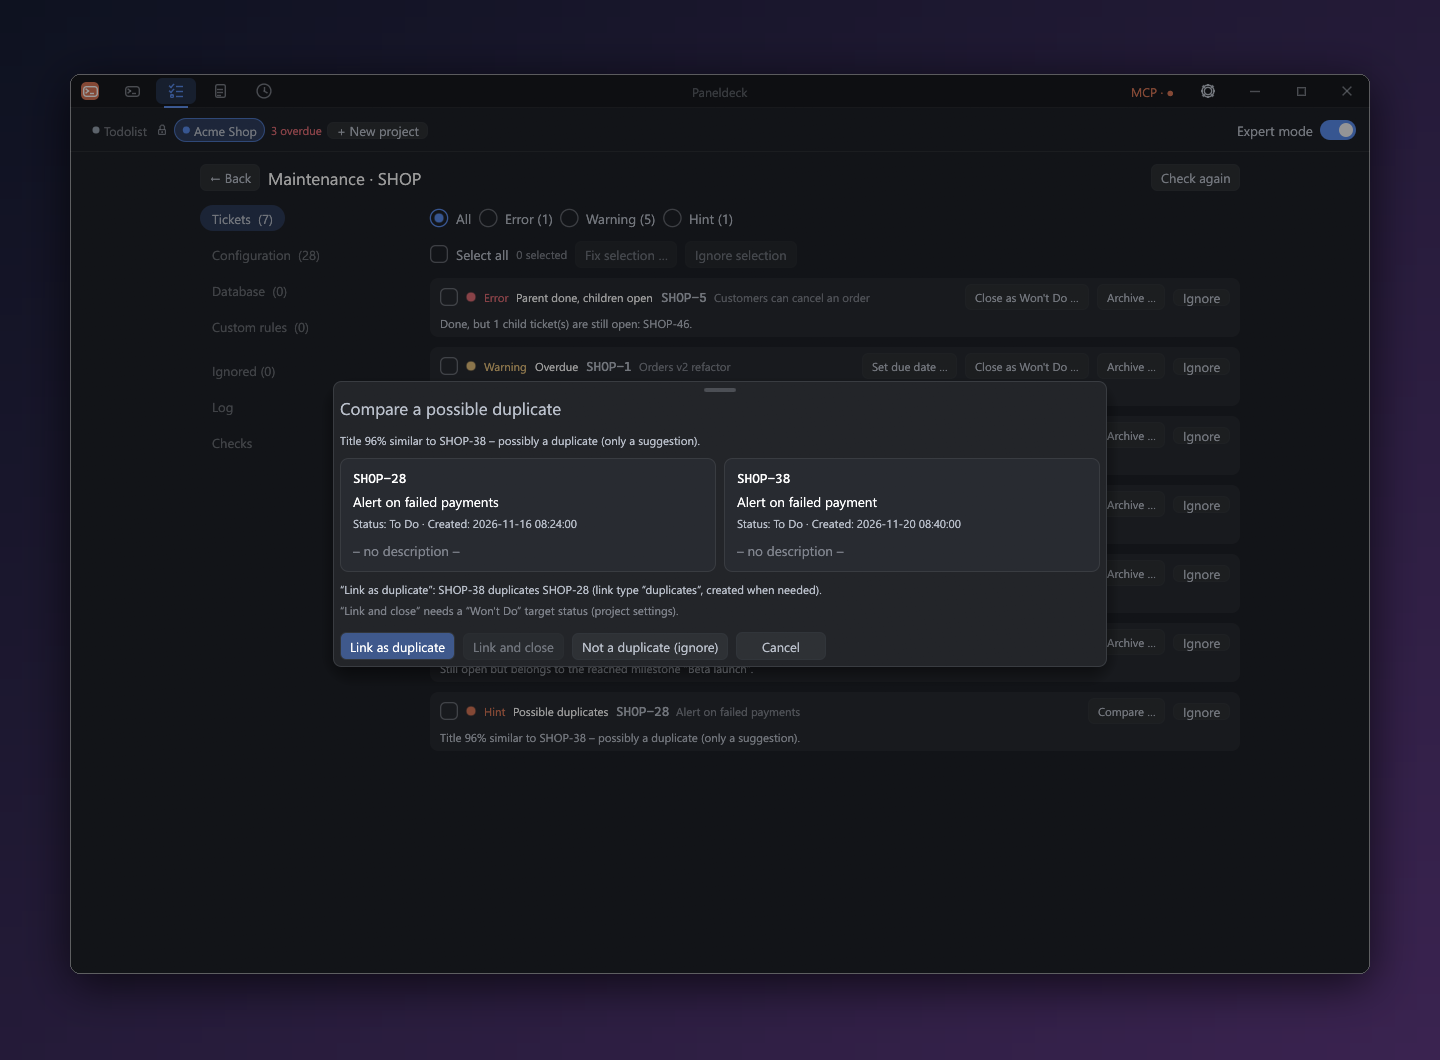 Paneldeck
MCP ·
Todolist
Acme Shop
3 overdue
+ New project
Expert mode
← Back
Maintenance · SHOP
Check again
Tickets (7)
Configuration (28)
Database (0)
Custom rules (0)
Ignored (0)
Log
Checks
All
Error (1)
Warning (5)
Hint (1)
Select all
0 selected
Fix selection ...
Ignore selection
Error Parent done, children open SHOP-5 Customers can cancel an order
Close as Won't Do ...
Archive ...
Ignore
Done, but 1 child ticket(s) are still open: SHOP-46.
Warning Overdue SHOP-1 Orders v2 refactor
Set due date ...
Close as Won't Do ...
Archive ...
Ignore
Archive ...
Ignore
Archive ...
Ignore
Archive ...
Ignore
Archive ...
Ignore
Compare a possible duplicate
Title 96% similar to SHOP-38 – possibly a duplicate (only a suggestion).
SHOP-28
Alert on failed payments
Status: To Do · Created: 2026-11-16 08:24:00
– no description –
SHOP-38
Alert on failed payment
Status: To Do · Created: 2026-11-20 08:40:00
– no description –
“Link as duplicate”: SHOP-38 duplicates SHOP-28 (link type “duplicates”, created when needed).
“Link and close” needs a “Won't Do” target status (project settings).
Link as duplicate
Link and close
Not a duplicate (ignore)
Cancel
Still open but belongs to the reached milestone “Beta launch”.
Hint Possible duplicates SHOP-28 Alert on failed payments
Compare ...
Ignore
Title 96% similar to SHOP-38 – possibly a duplicate (only a suggestion).